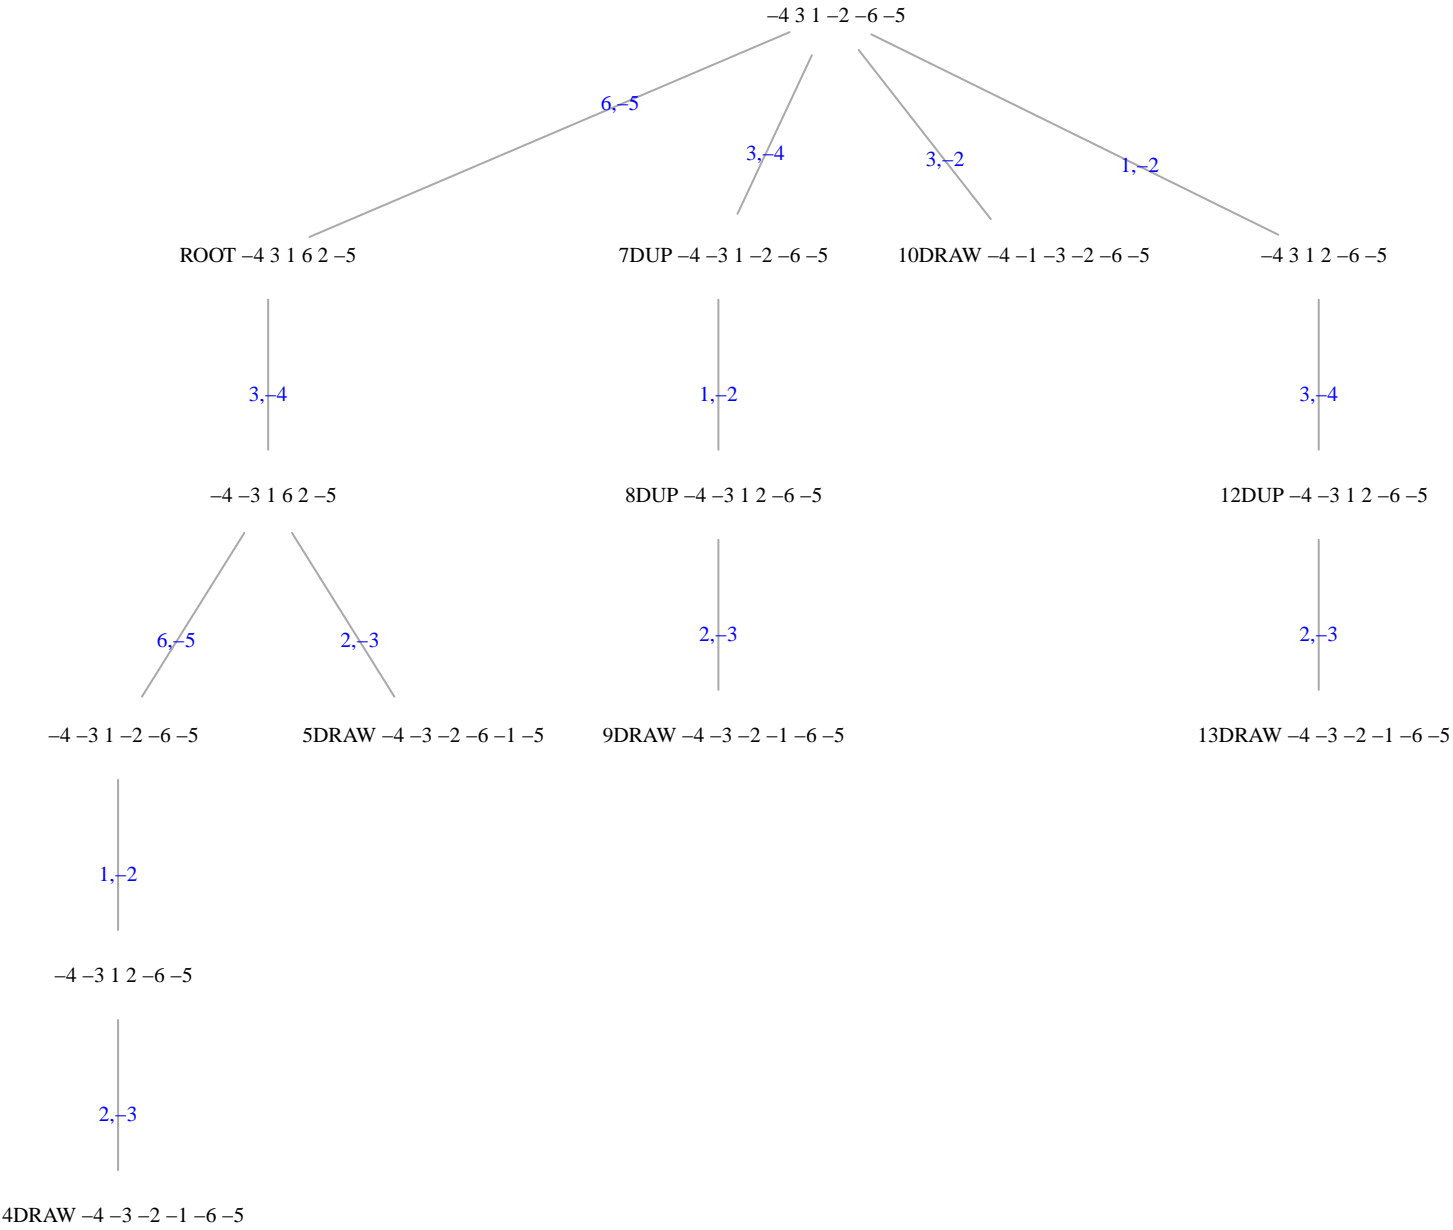 –4 3 1 –2 –6 –5
6,–5
3,–4
3,–2
1,–2
ROOT –4 3 1 6 2 –5
7DUP –4 –3 1 –2 –6 –5
10DRAW –4 –1 –3 –2 –6 –5
–4 3 1 2 –6 –5
3,–4
1,–2
3,–4
–4 –3 1 6 2 –5
8DUP –4 –3 1 2 –6 –5
12DUP –4 –3 1 2 –6 –5
6,–5
2,–3
2,–3
2,–3
–4 –3 1 –2 –6 –5
5DRAW –4 –3 –2 –6 –1 –5
9DRAW –4 –3 –2 –1 –6 –5
13DRAW –4 –3 –2 –1 –6 –5
1,–2
–4 –3 1 2 –6 –5
2,–3
4DRAW –4 –3 –2 –1 –6 –5